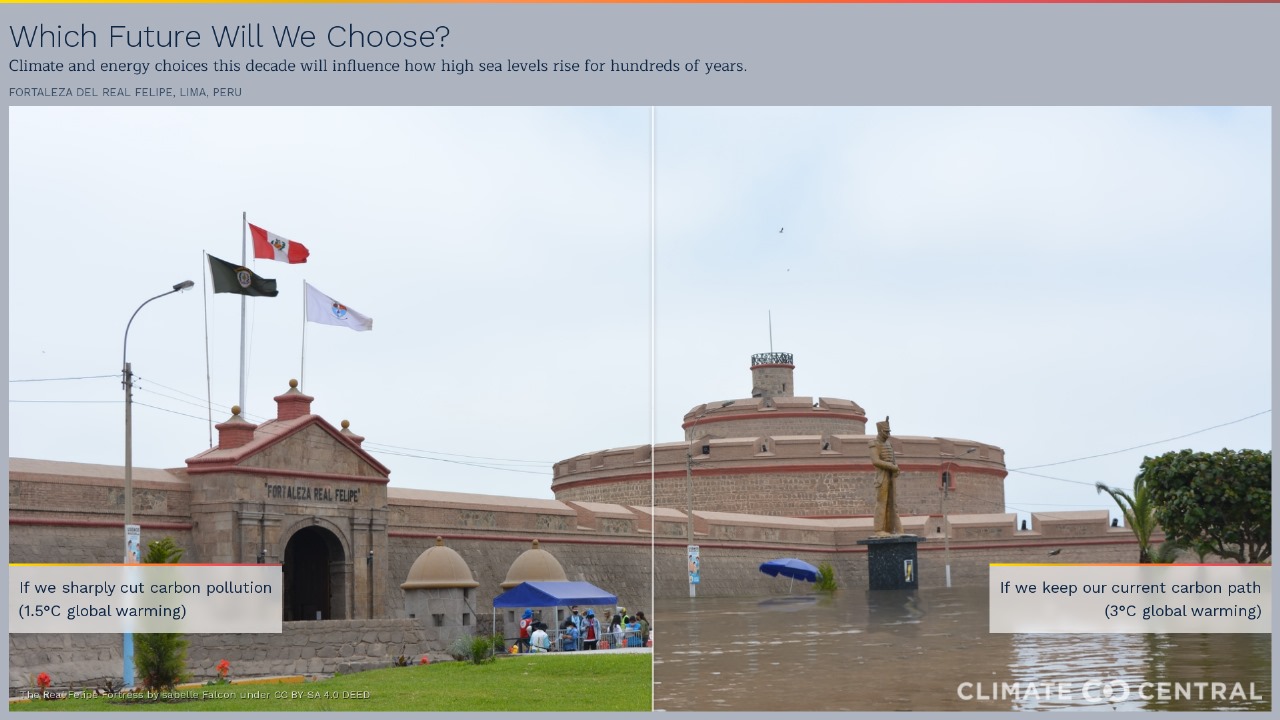 Which Future Will We Choose?
Climate and energy choices this decade will influence how high sea levels rise for hundreds of years.
FORTALEZA DEL REAL FELIPE, LIMA, PERU
"FORTALEZA REAL FELIPE"
If we sharply cut carbon pollution
(1.5°C global warming)
If we keep our current carbon path
(3°C global warming)
The Real Felipe Fortress by Isabelle Falcon under CC BY-SA 4.0 DEED
CLIMATE CENTRAL